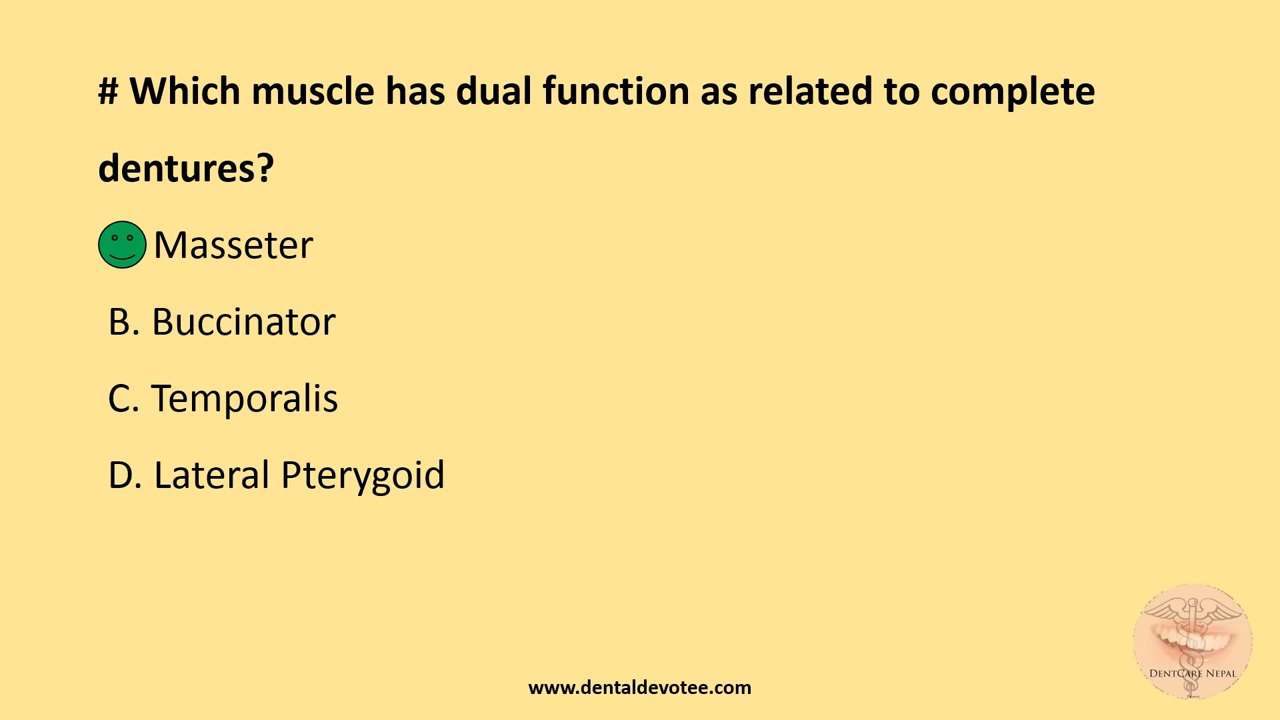 # Which muscle has dual function as related to complete
dentures?
Masseter
B. Buccinator
C. Temporalis
D. Lateral Pterygoid
DENTCARE NEPAL
www.dentaldevotee.com